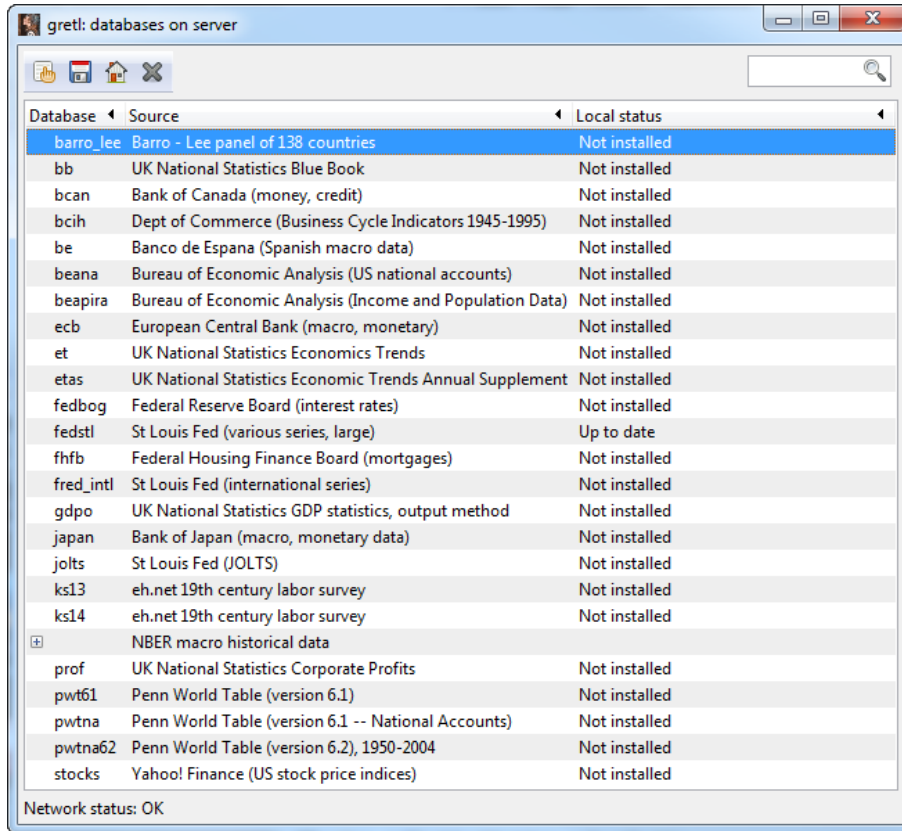 gretl: databases on server
Database Source Local status
barro_lee Barro - Lee panel of 138 countries Not installed
bb UK National Statistics Blue Book Not installed
bcan Bank of Canada (money, credit) Not installed
bcih Dept of Commerce (Business Cycle Indicators 1945-1995) Not installed
be Banco de Espana (Spanish macro data) Not installed
beana Bureau of Economic Analysis (US national accounts) Not installed
beapira Bureau of Economic Analysis (Income and Population Data) Not installed
ecb European Central Bank (macro, monetary) Not installed
et UK National Statistics Economics Trends Not installed
etas UK National Statistics Economic Trends Annual Supplement Not installed
fedbog Federal Reserve Board (interest rates) Not installed
fedstl St Louis Fed (various series, large) Up to date
fhfb Federal Housing Finance Board (mortgages) Not installed
fred_intl St Louis Fed (international series) Not installed
gdpo UK National Statistics GDP statistics, output method Not installed
japan Bank of Japan (macro, monetary data) Not installed
jolts St Louis Fed (JOLTS) Not installed
ks13 eh.net 19th century labor survey Not installed
ks14 eh.net 19th century labor survey Not installed
NBER macro historical data
prof UK National Statistics Corporate Profits Not installed
pwt61 Penn World Table (version 6.1) Not installed
pwtna Penn World Table (version 6.1 -- National Accounts) Not installed
pwtna62 Penn World Table (version 6.2), 1950-2004 Not installed
stocks Yahoo! Finance (US stock price indices) Not installed
Network status: OK